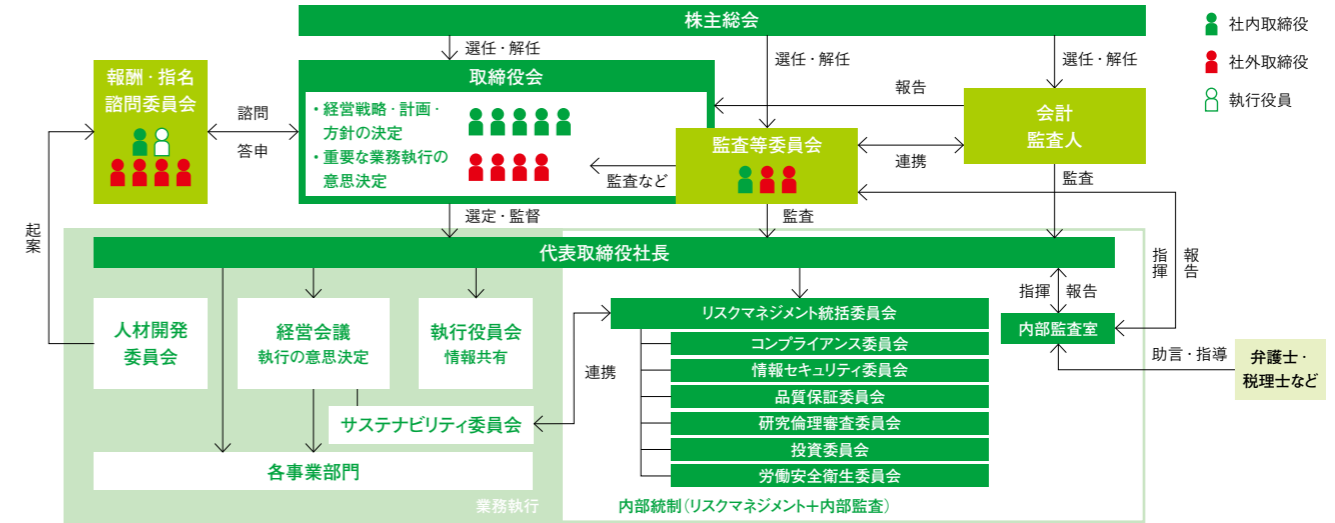 株主総会
社内取締役
社外取締役
執行役員
選任・解任
選任・解任
選任・解任
報酬・指名
諮問委員会
諮問
答申
取締役会
・経営戦略・計画・
方針の決定
・重要な業務執行の
意思決定
監査など
監査等委員会
報告
連携
会計
監査人
起案
選定・監督
監査
監査
指揮
報告
代表取締役社長
人材開発
委員会
経営会議
執行の意思決定
執行役員会
情報共有
サステナビリティ委員会
各事業部門
業務執行
連携
リスクマネジメント統括委員会
コンプライアンス委員会
情報セキュリティ委員会
品質保証委員会
研究倫理審査委員会
投資委員会
労働安全衛生委員会
内部統制(リスクマネジメント+内部監査)
指揮
報告
内部監査室
助言・指導
弁護士・
税理士など